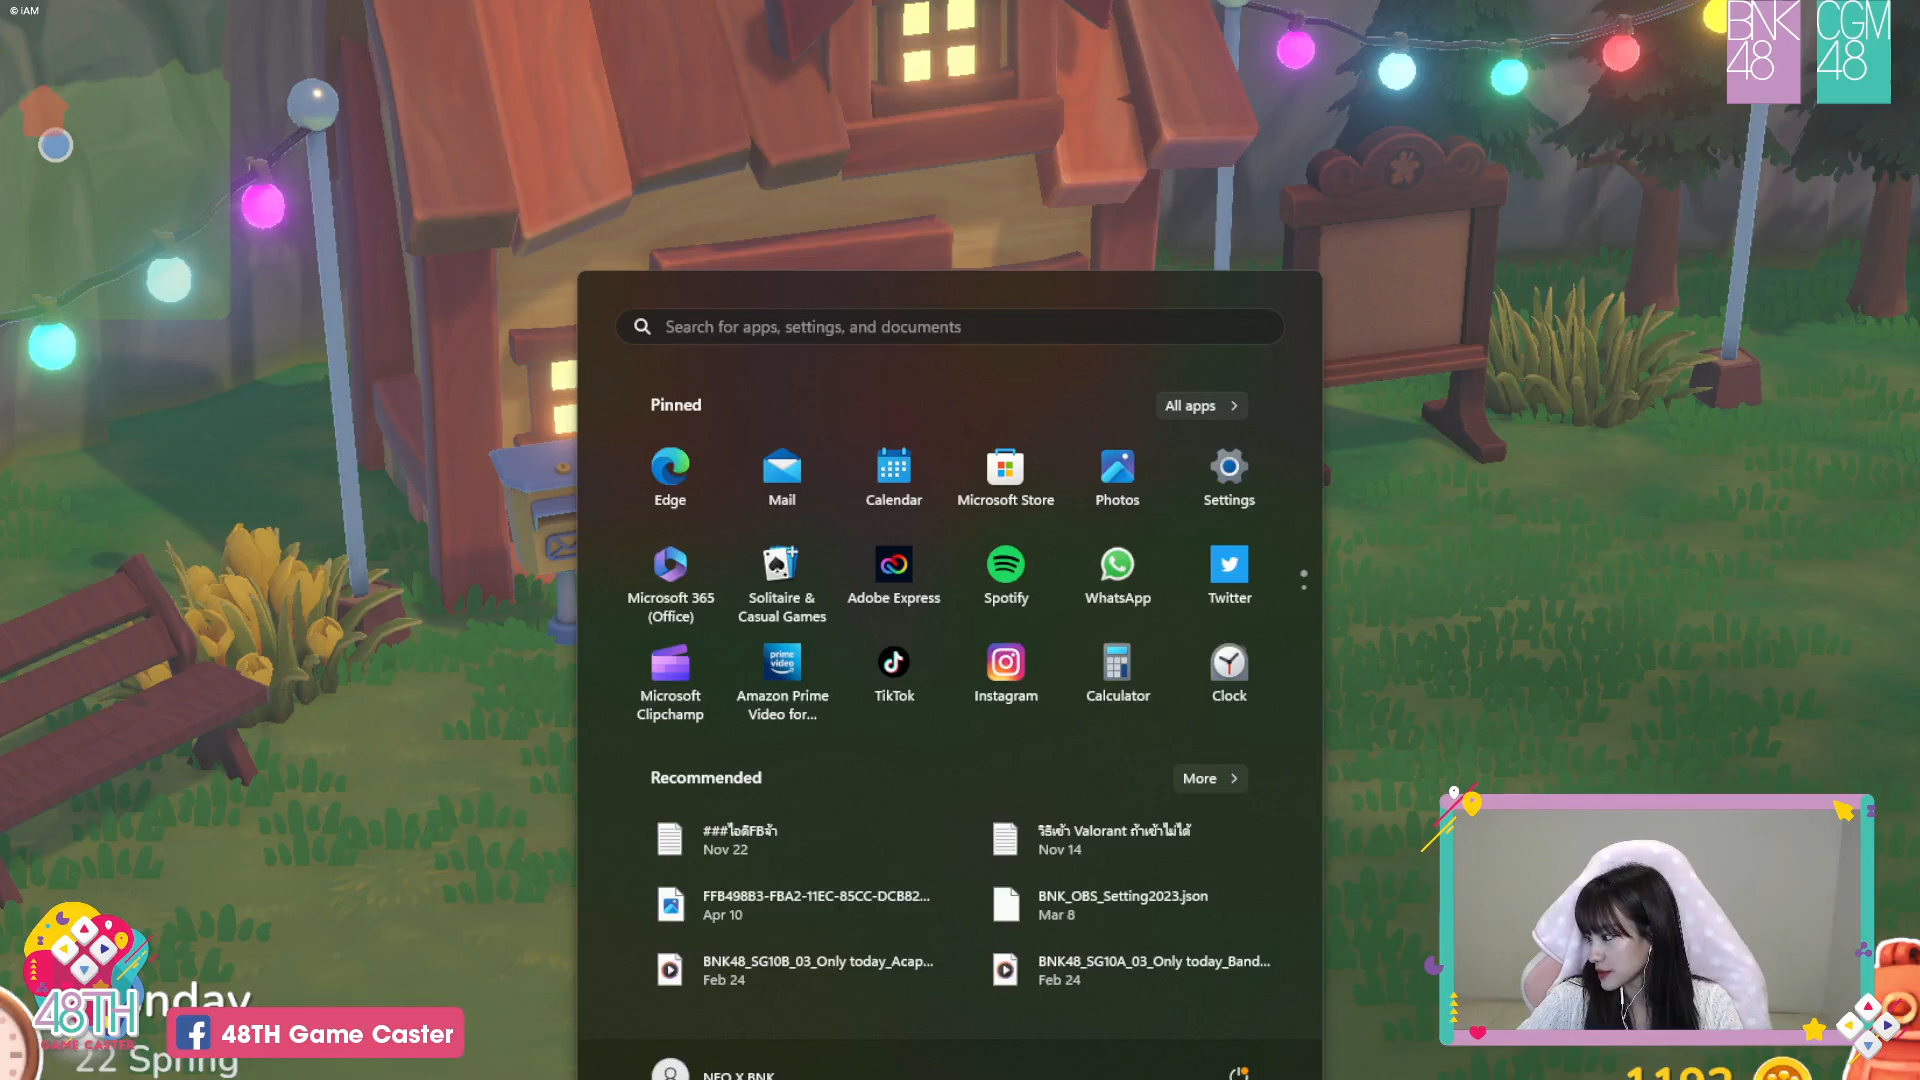 © iAM
BNK
48
CGM
48
Search for apps, settings, and documents
Pinned
All apps
Edge
Mail
Calendar
Microsoft Store
Photos
Settings
Microsoft 365
(Office)
Solitaire &
Casual Games
Adobe Express
Spotify
WhatsApp
Twitter
Microsoft
Clipchamp
prime
video
Amazon Prime
Video for...
TikTok
Instagram
Calculator
Clock
Recommended
More
###ไอดีFBจ้า
Nov 22
วิธีเข้า Valorant ถ้าเข้าไม่ได้
Nov 14
FFB498B3-FBA2-11EC-85CC-DCB82...
Apr 10
BNK_OBS_Setting2023.json
Mar 8
BNK48_SG10B_03_Only today_Acap...
Feb 24
BNK48_SG10A_03_Only today_Band...
Feb 24
NEO X BNK
48TH
GAME CASTER
48TH Game Caster
22 Spring
1192